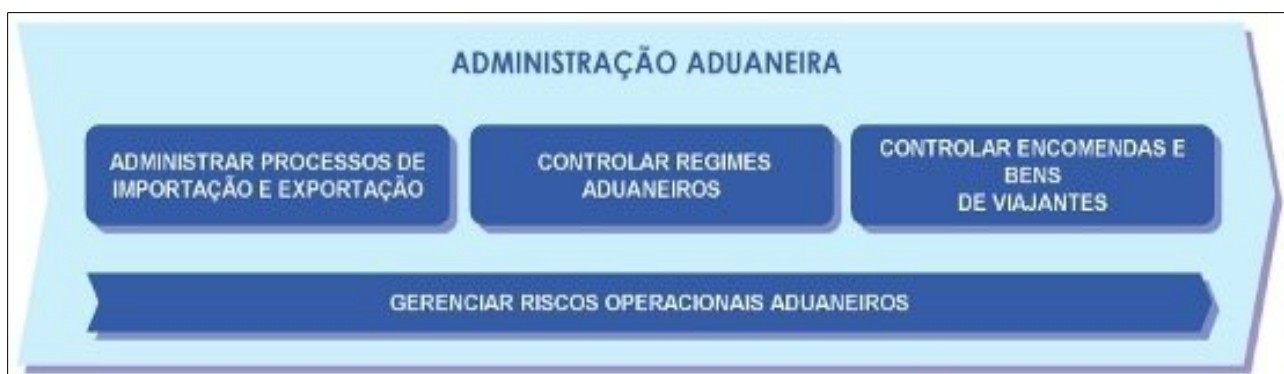 ADMINISTRAÇÃO ADUANEIRA
ADMINISTRAR PROCESSOS DE
IMPORTAÇÃO E EXPORTAÇÃO
CONTROLAR REGIMES
ADUANEIROS
CONTROLAR ENCOMENDAS E
BENS
DE VIAJANTES
GERENCIAR RISCOS OPERACIONAIS ADUANEIROS